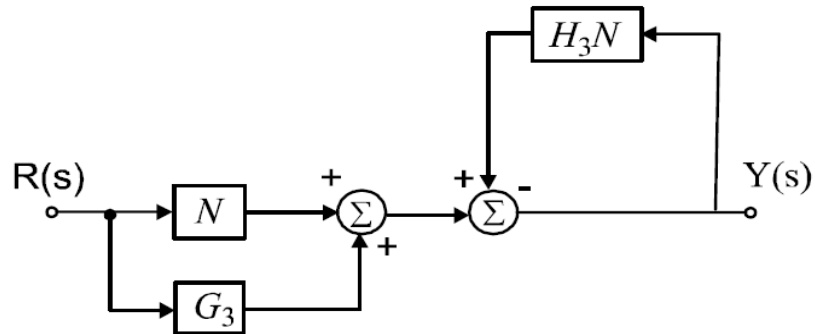 H₃N
R(s)
+
+
-
Y(s)
N
Σ
Σ
+
G₃